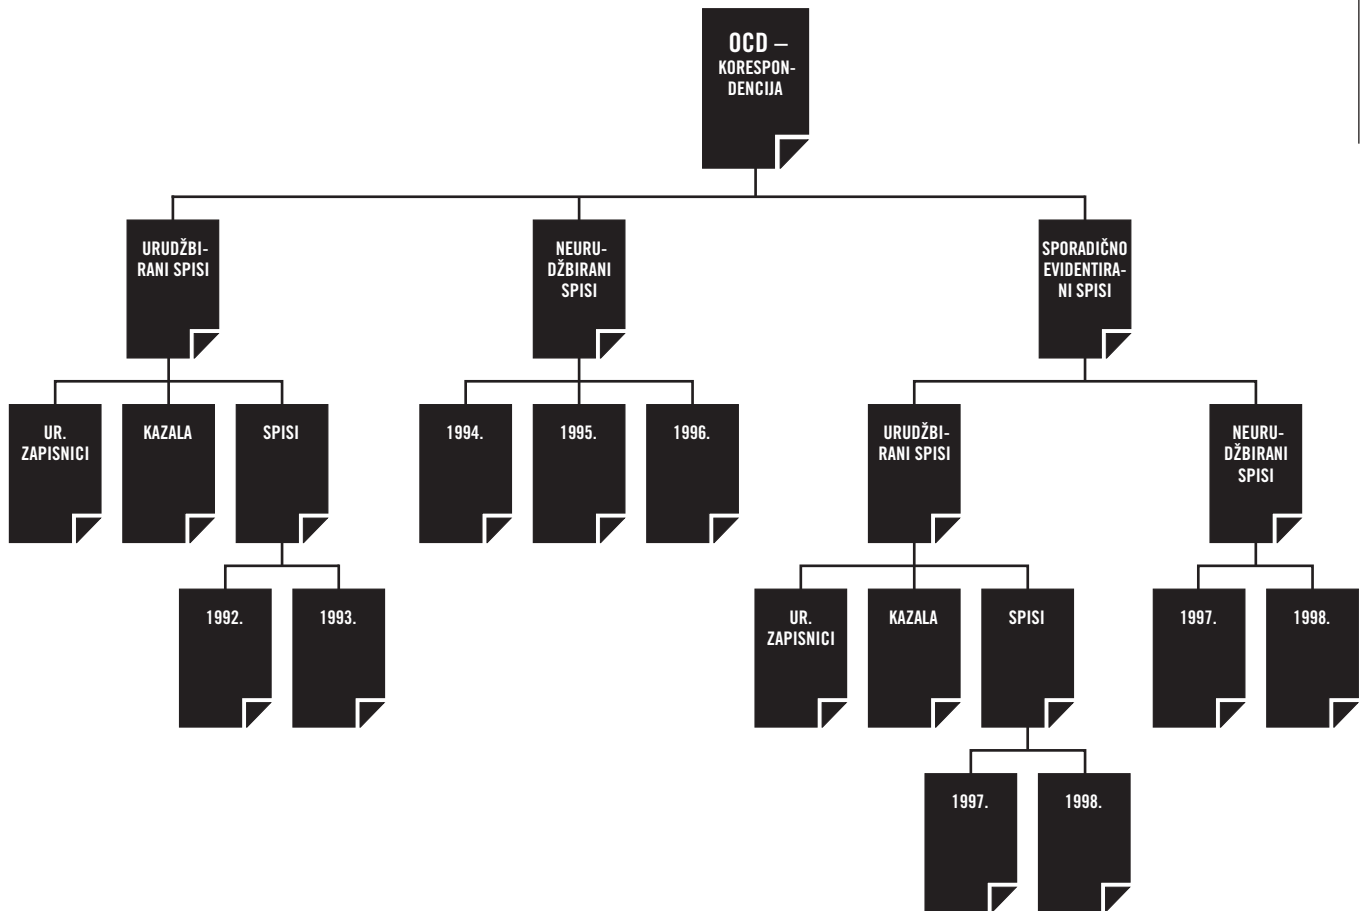 OCD –
KORESPON-
DENCIJA
URUDŽBI-
RANI SPISI
NEURU-
DŽBIRANI
SPISI
SPORADIČNO
EVIDENTIRA-
NI SPISI
UR.
ZAPISNICI
KAZALA
SPISI
1994.
1995.
1996.
URUDŽBI-
RANI SPISI
NEURU-
DŽBIRANI
SPISI
1992.
1993.
UR.
ZAPISNICI
KAZALA
SPISI
1997.
1998.
1997.
1998.